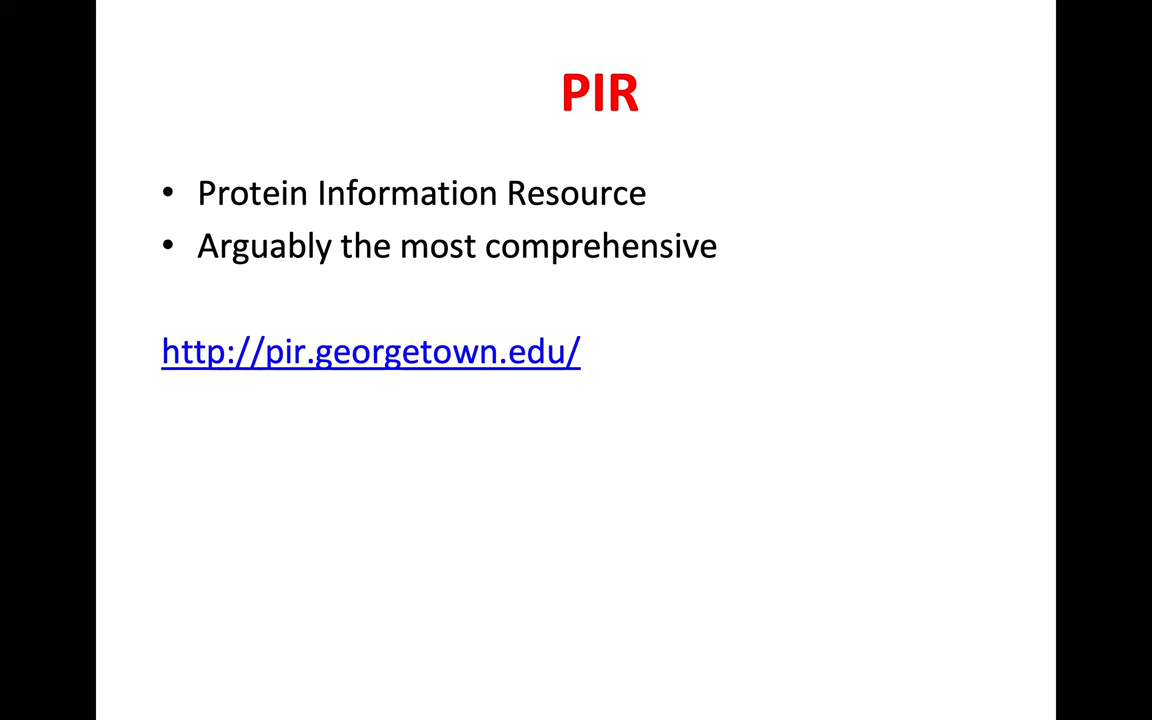 PIR
• Protein Information Resource
• Arguably the most comprehensive
http://pir.georgetown.edu/